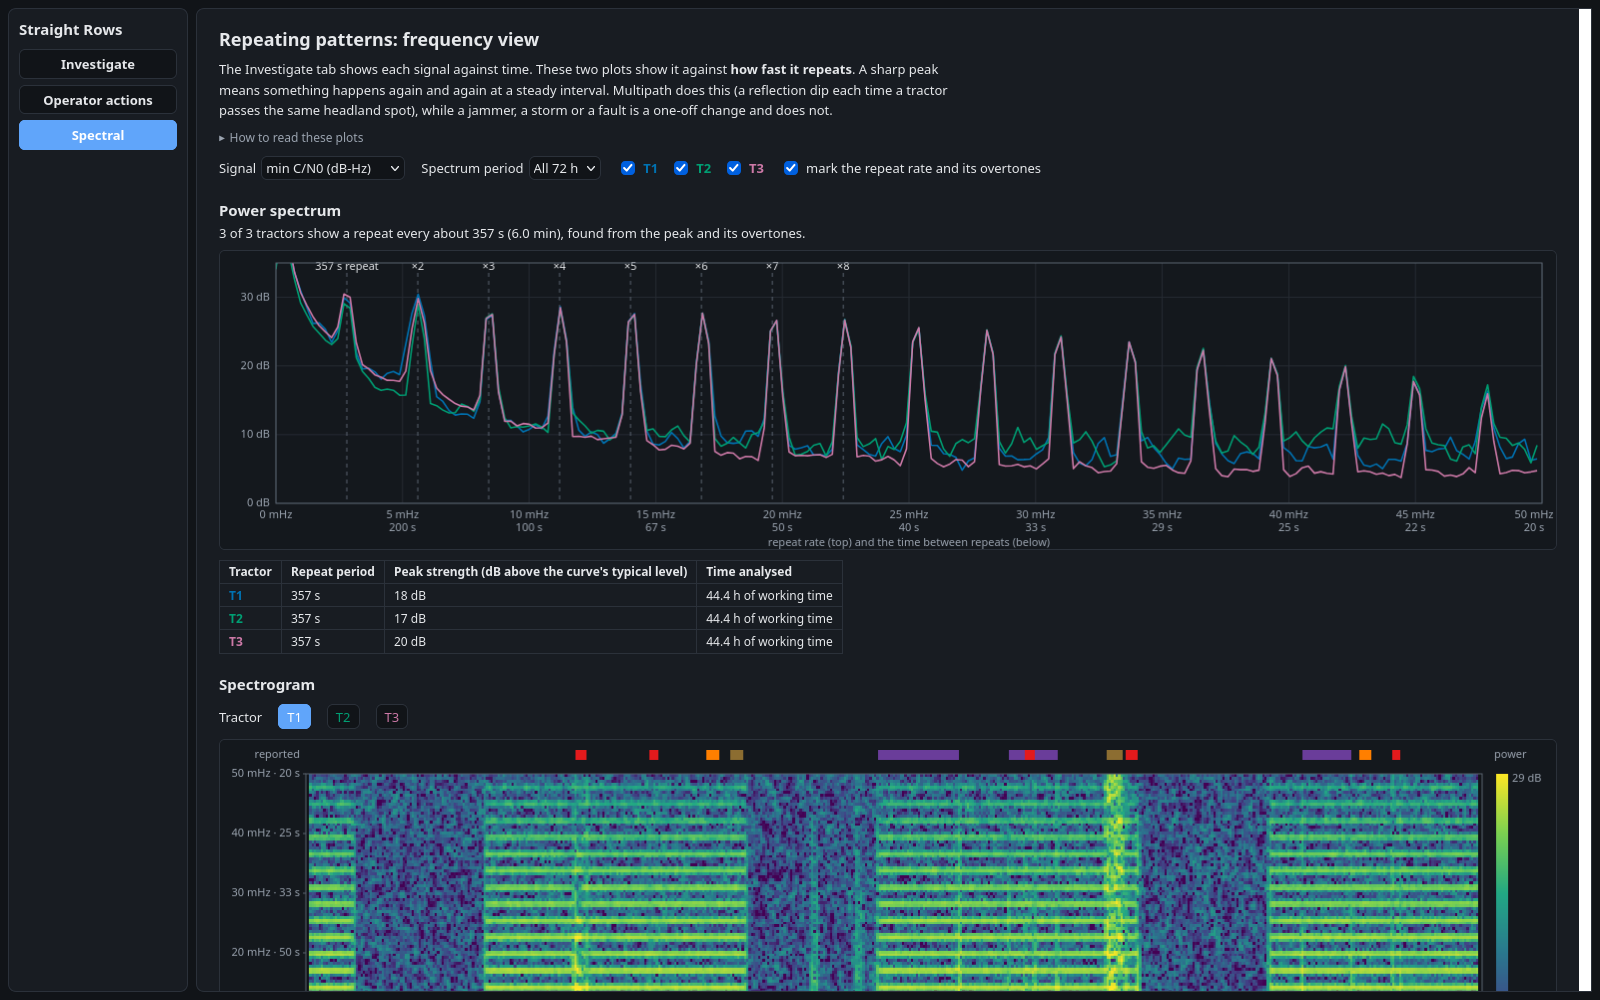 Straight Rows
Investigate
Operator actions
Spectral
Repeating patterns: frequency view
The Investigate tab shows each signal against time. These two plots show it against how fast it repeats. A sharp peak
means something happens again and again at a steady interval. Multipath does this (a reflection dip each time a tractor
passes the same headland spot), while a jammer, a storm or a fault is a one-off change and does not.
▸ How to read these plots
Signal min C/N0 (dB-Hz) Spectrum period All 72 h T1 T2 T3 mark the repeat rate and its overtones
Power spectrum
3 of 3 tractors show a repeat every about 357 s (6.0 min), found from the peak and its overtones.
357 s repeat ×2 ×3 ×4 ×5 ×6 ×7 ×8
30 dB
20 dB
10 dB
0 dB
0 mHz 5 mHz 10 mHz 15 mHz 20 mHz 25 mHz 30 mHz 35 mHz 40 mHz 45 mHz 50 mHz
200 s 100 s 67 s 50 s 40 s 33 s 29 s 25 s 22 s 20 s
repeat rate (top) and the time between repeats (below)
Tractor Repeat period Peak strength (dB above the curve's typical level) Time analysed
T1 357 s 18 dB 44.4 h of working time
T2 357 s 17 dB 44.4 h of working time
T3 357 s 20 dB 44.4 h of working time
Spectrogram
Tractor T1 T2 T3
reported power
50 mHz · 20 s 29 dB
40 mHz · 25 s
30 mHz · 33 s
20 mHz · 50 s